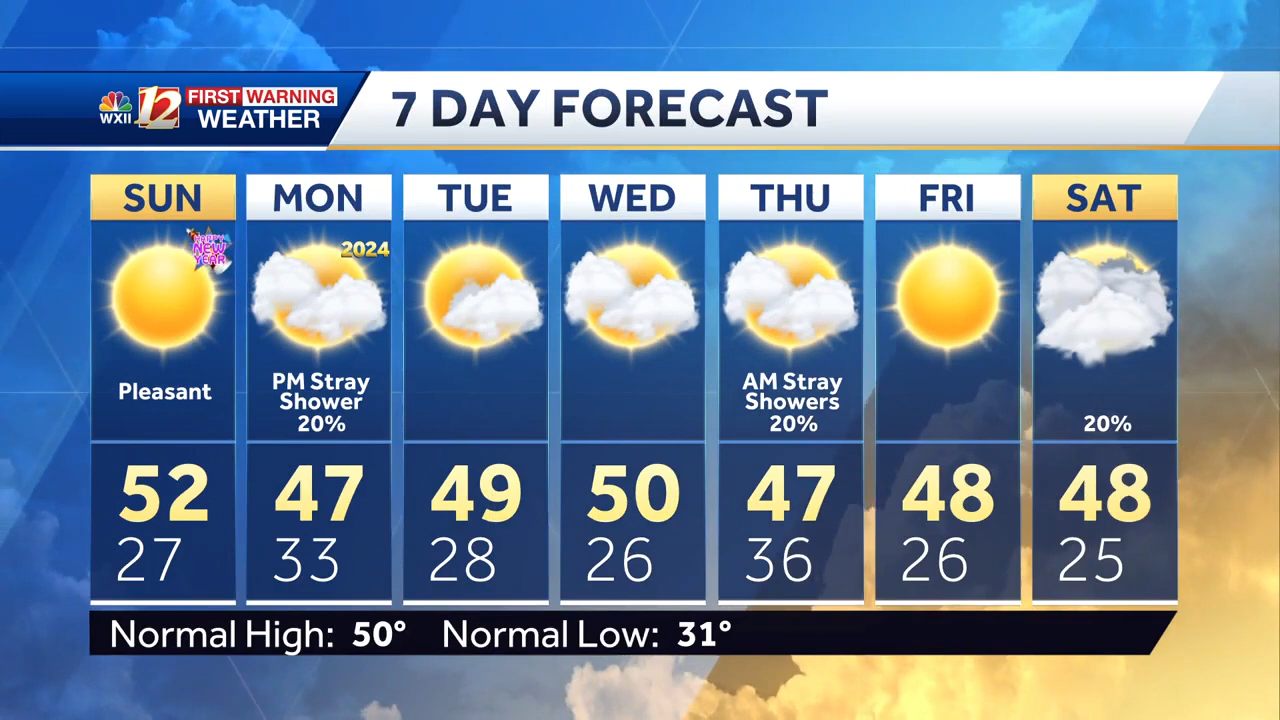 WXII 12 FIRST WARNING
WEATHER
7 DAY FORECAST
SUN MON TUE WED THU FRI SAT
HAPPY
NEW
YEAR
2024
Pleasant
PM Stray
Shower
20%
AM Stray
Showers
20%
20%
52 47 49 50 47 48 48
27 33 28 26 36 26 25
Normal High: 50° Normal Low: 31°